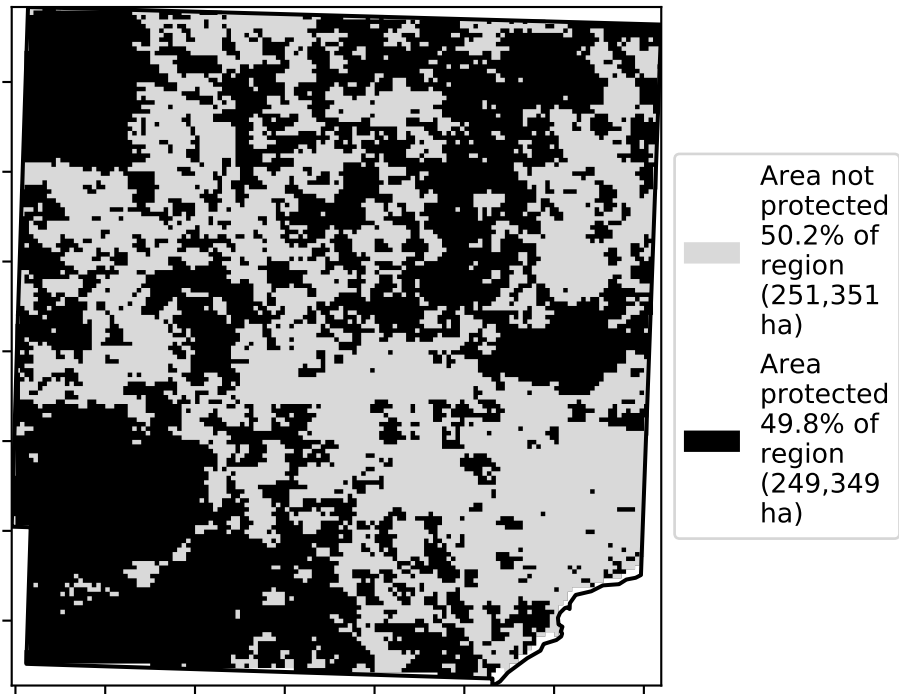 Area not
protected
50.2% of
region
(251,351
ha)
Area
protected
49.8% of
region
(249,349
ha)